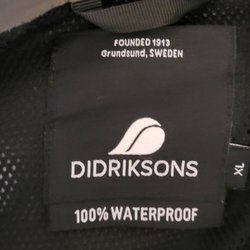 FOUNDED 1913
Grundsund, SWEDEN
DIDRIKSONS
XL
100% WATERPROOF